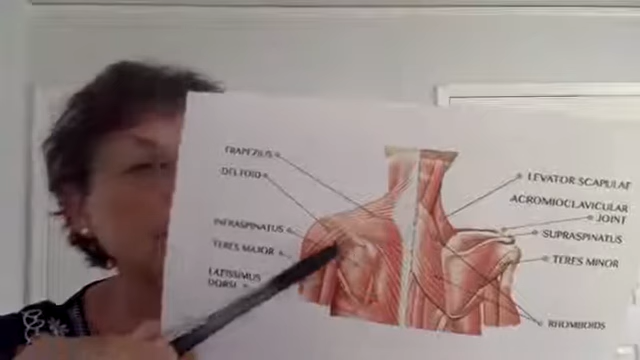 TRAPEZIUS
DELTOID
INFRASPINATUS
TERES MAJOR
LATISSIMUS
DORSI
LEVATOR SCAPULAE
ACROMIOCLAVICULAR
JOINT
SUPRASPINATUS
TERES MINOR
RHOMBOIDS